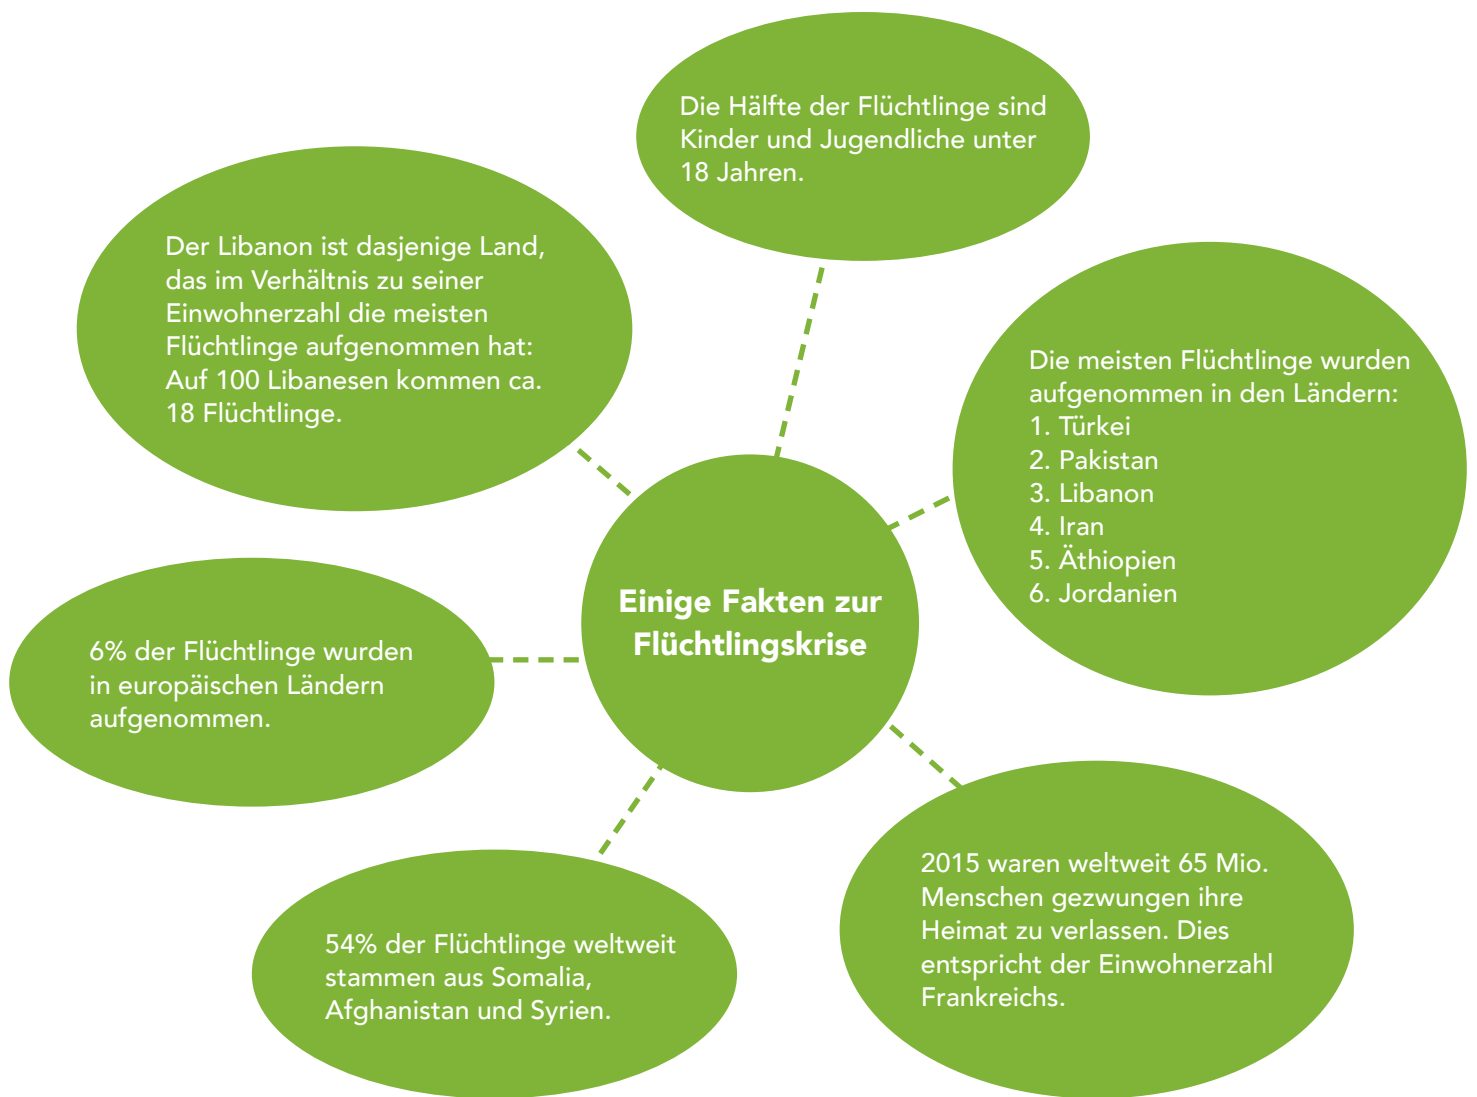 Die Hälfte der Flüchtlinge sind
Kinder und Jugendliche unter
18 Jahren.
Der Libanon ist dasjenige Land,
das im Verhältnis zu seiner
Einwohnerzahl die meisten
Flüchtlinge aufgenommen hat:
Auf 100 Libanesen kommen ca.
18 Flüchtlinge.
Die meisten Flüchtlinge wurden
aufgenommen in den Ländern:
1. Türkei
2. Pakistan
3. Libanon
4. Iran
5. Äthiopien
6. Jordanien
Einige Fakten zur
Flüchtlingskrise
6% der Flüchtlinge wurden
in europäischen Ländern
aufgenommen.
2015 waren weltweit 65 Mio.
Menschen gezwungen ihre
Heimat zu verlassen. Dies
entspricht der Einwohnerzahl
Frankreichs.
54% der Flüchtlinge weltweit
stammen aus Somalia,
Afghanistan und Syrien.